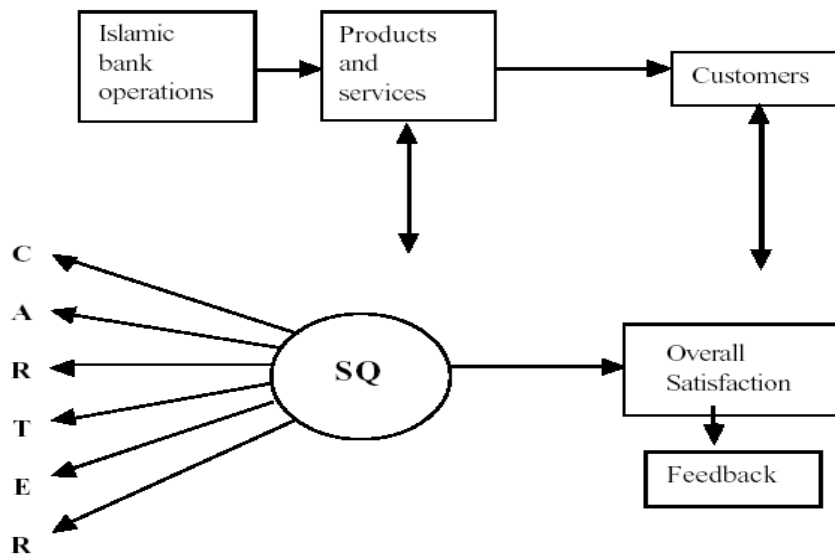 Islamic
bank
operations
Products
and
services
Customers
C
A
R
T
E
R
SQ
Overall
Satisfaction
Feedback